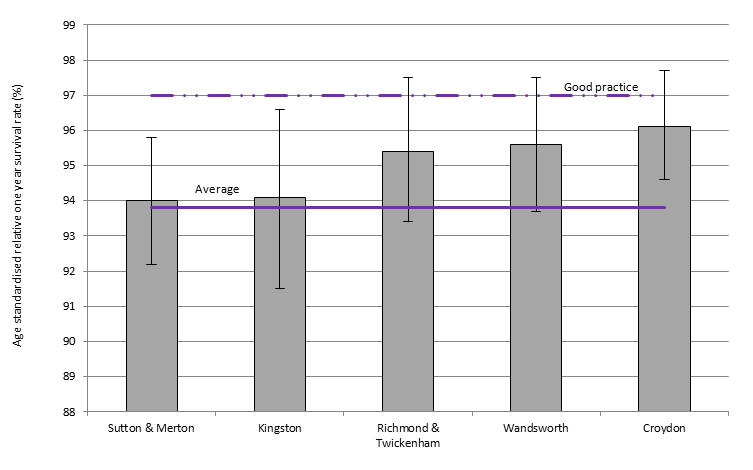 99
98
97
96
95
94
93
92
91
90
89
88
Age standardised relative one year survival rate (%)
Good practice
Average
Sutton & Merton
Kingston
Richmond &
Twickenham
Wandsworth
Croydon